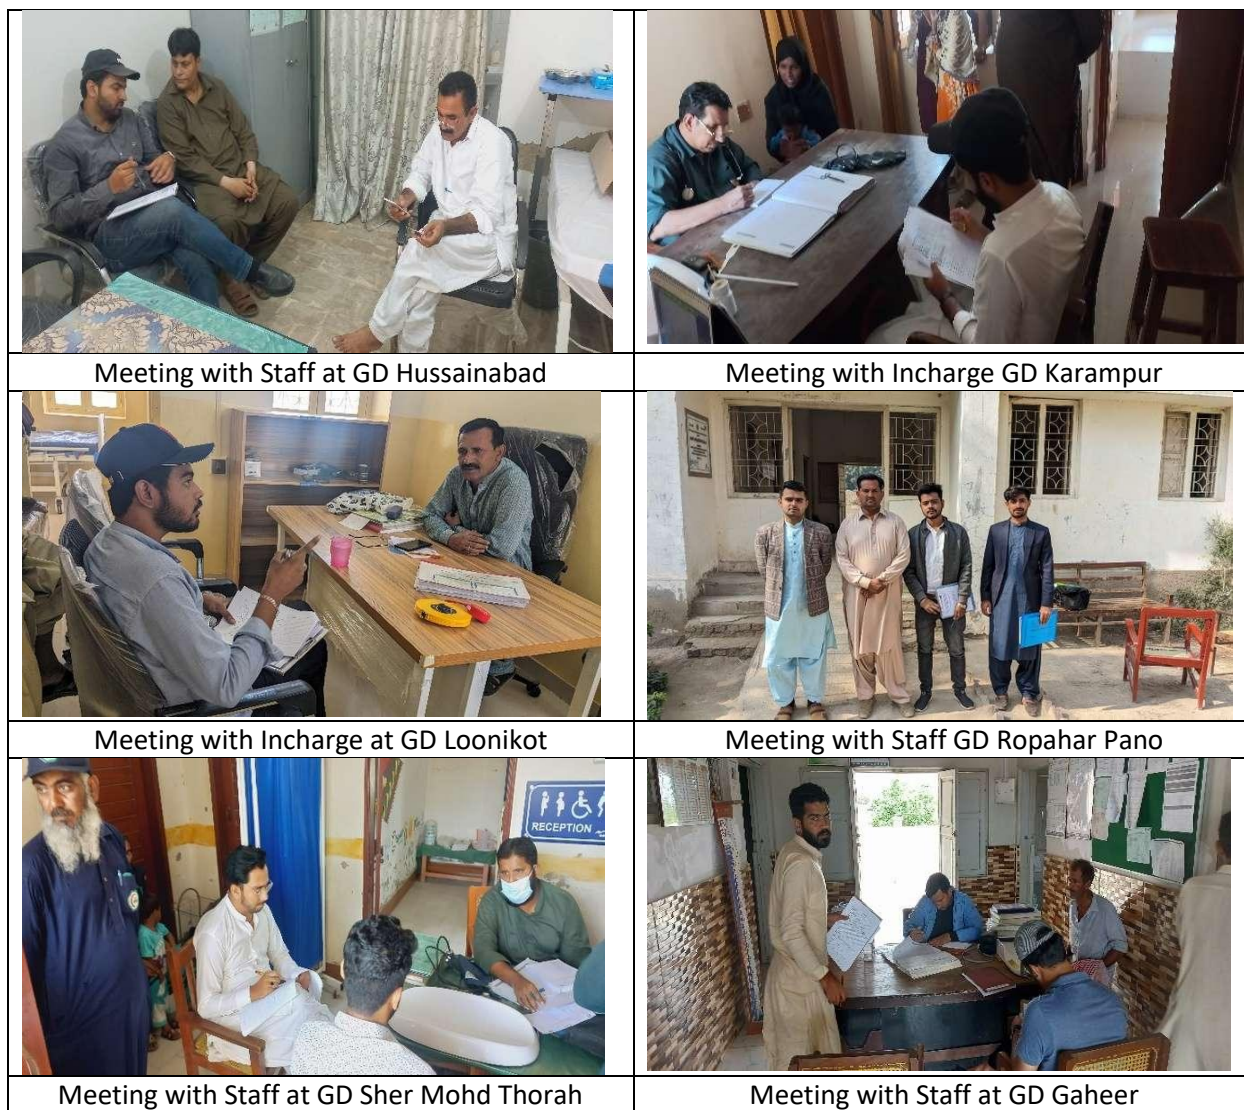 Meeting with Staff at GD Hussainabad
Meeting with Incharge GD Karampur
Meeting with Incharge at GD Loonikot
Meeting with Staff GD Ropahar Pano
RECEPTION
Meeting with Staff at GD Sher Mohd Thorah
Meeting with Staff at GD Gaheer